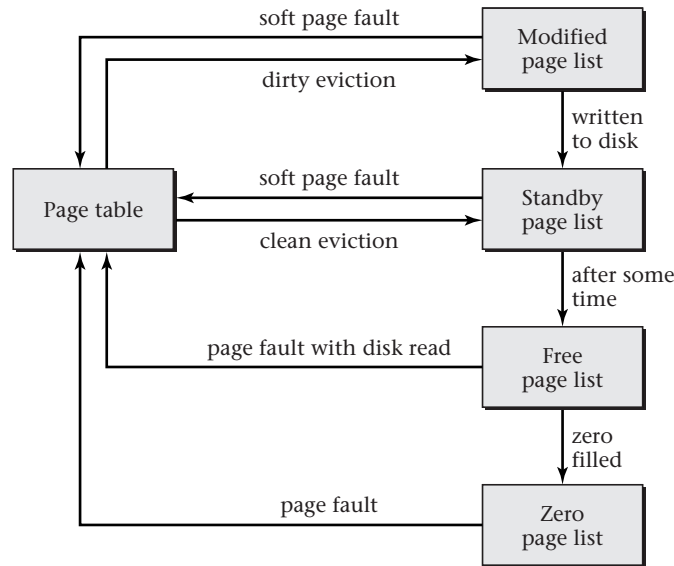 soft page fault
Modified
page list
dirty eviction
written
to disk
Page table
soft page fault
Standby
page list
clean eviction
after some
time
page fault with disk read
Free
page list
zero
filled
page fault
Zero
page list